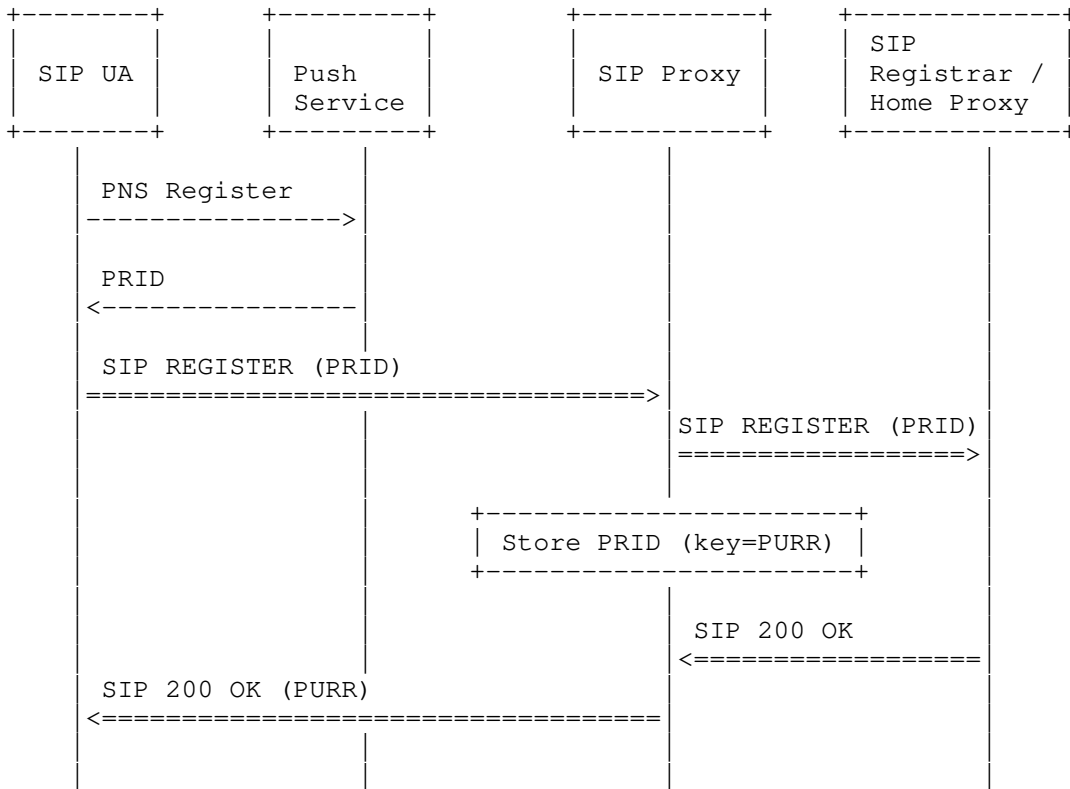 SIP UA
Push
Service
SIP Proxy
SIP
Registrar /
Home Proxy
PNS Register
PRID
SIP REGISTER (PRID)
SIP REGISTER (PRID)
Store PRID (key=PURR)
SIP 200 OK
SIP 200 OK (PURR)